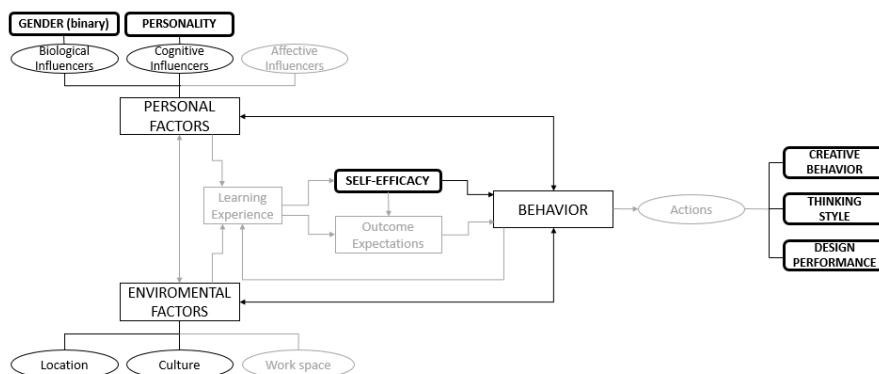 GENDER (binary)
PERSONALITY
Biological
Influencers
Cognitive
Influencers
Affective
Influencers
PERSONAL
FACTORS
Learning
Experience
SELF-EFFICACY
Outcome
Expectations
BEHAVIOR
Actions
CREATIVE
BEHAVIOR
THINKING
STYLE
DESIGN
PERFORMANCE
ENVIROMENTAL
FACTORS
Location
Culture
Work space